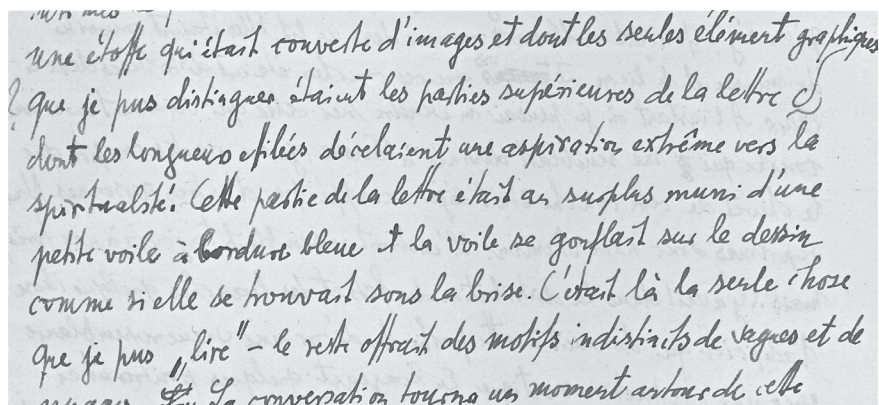 une étoffe qui était couverte d'images et dont les seules élément graphiques
? que je pus distinguer étaient les parties supérieures de la lettre d
dont les longueurs efilées décelaient une aspiration extrême vers la
spirtualité. Cette partie de la lettre était au surplus muni d'une
petite voile à bordure bleue et la voile se gonflait sur le dessin
comme si elle se trouvait sous la brise. C'était là la seule chose
que je pus „lire" – le reste offrait des motifs indistincts de vagues et de
La conversation tourna un moment autour de cette